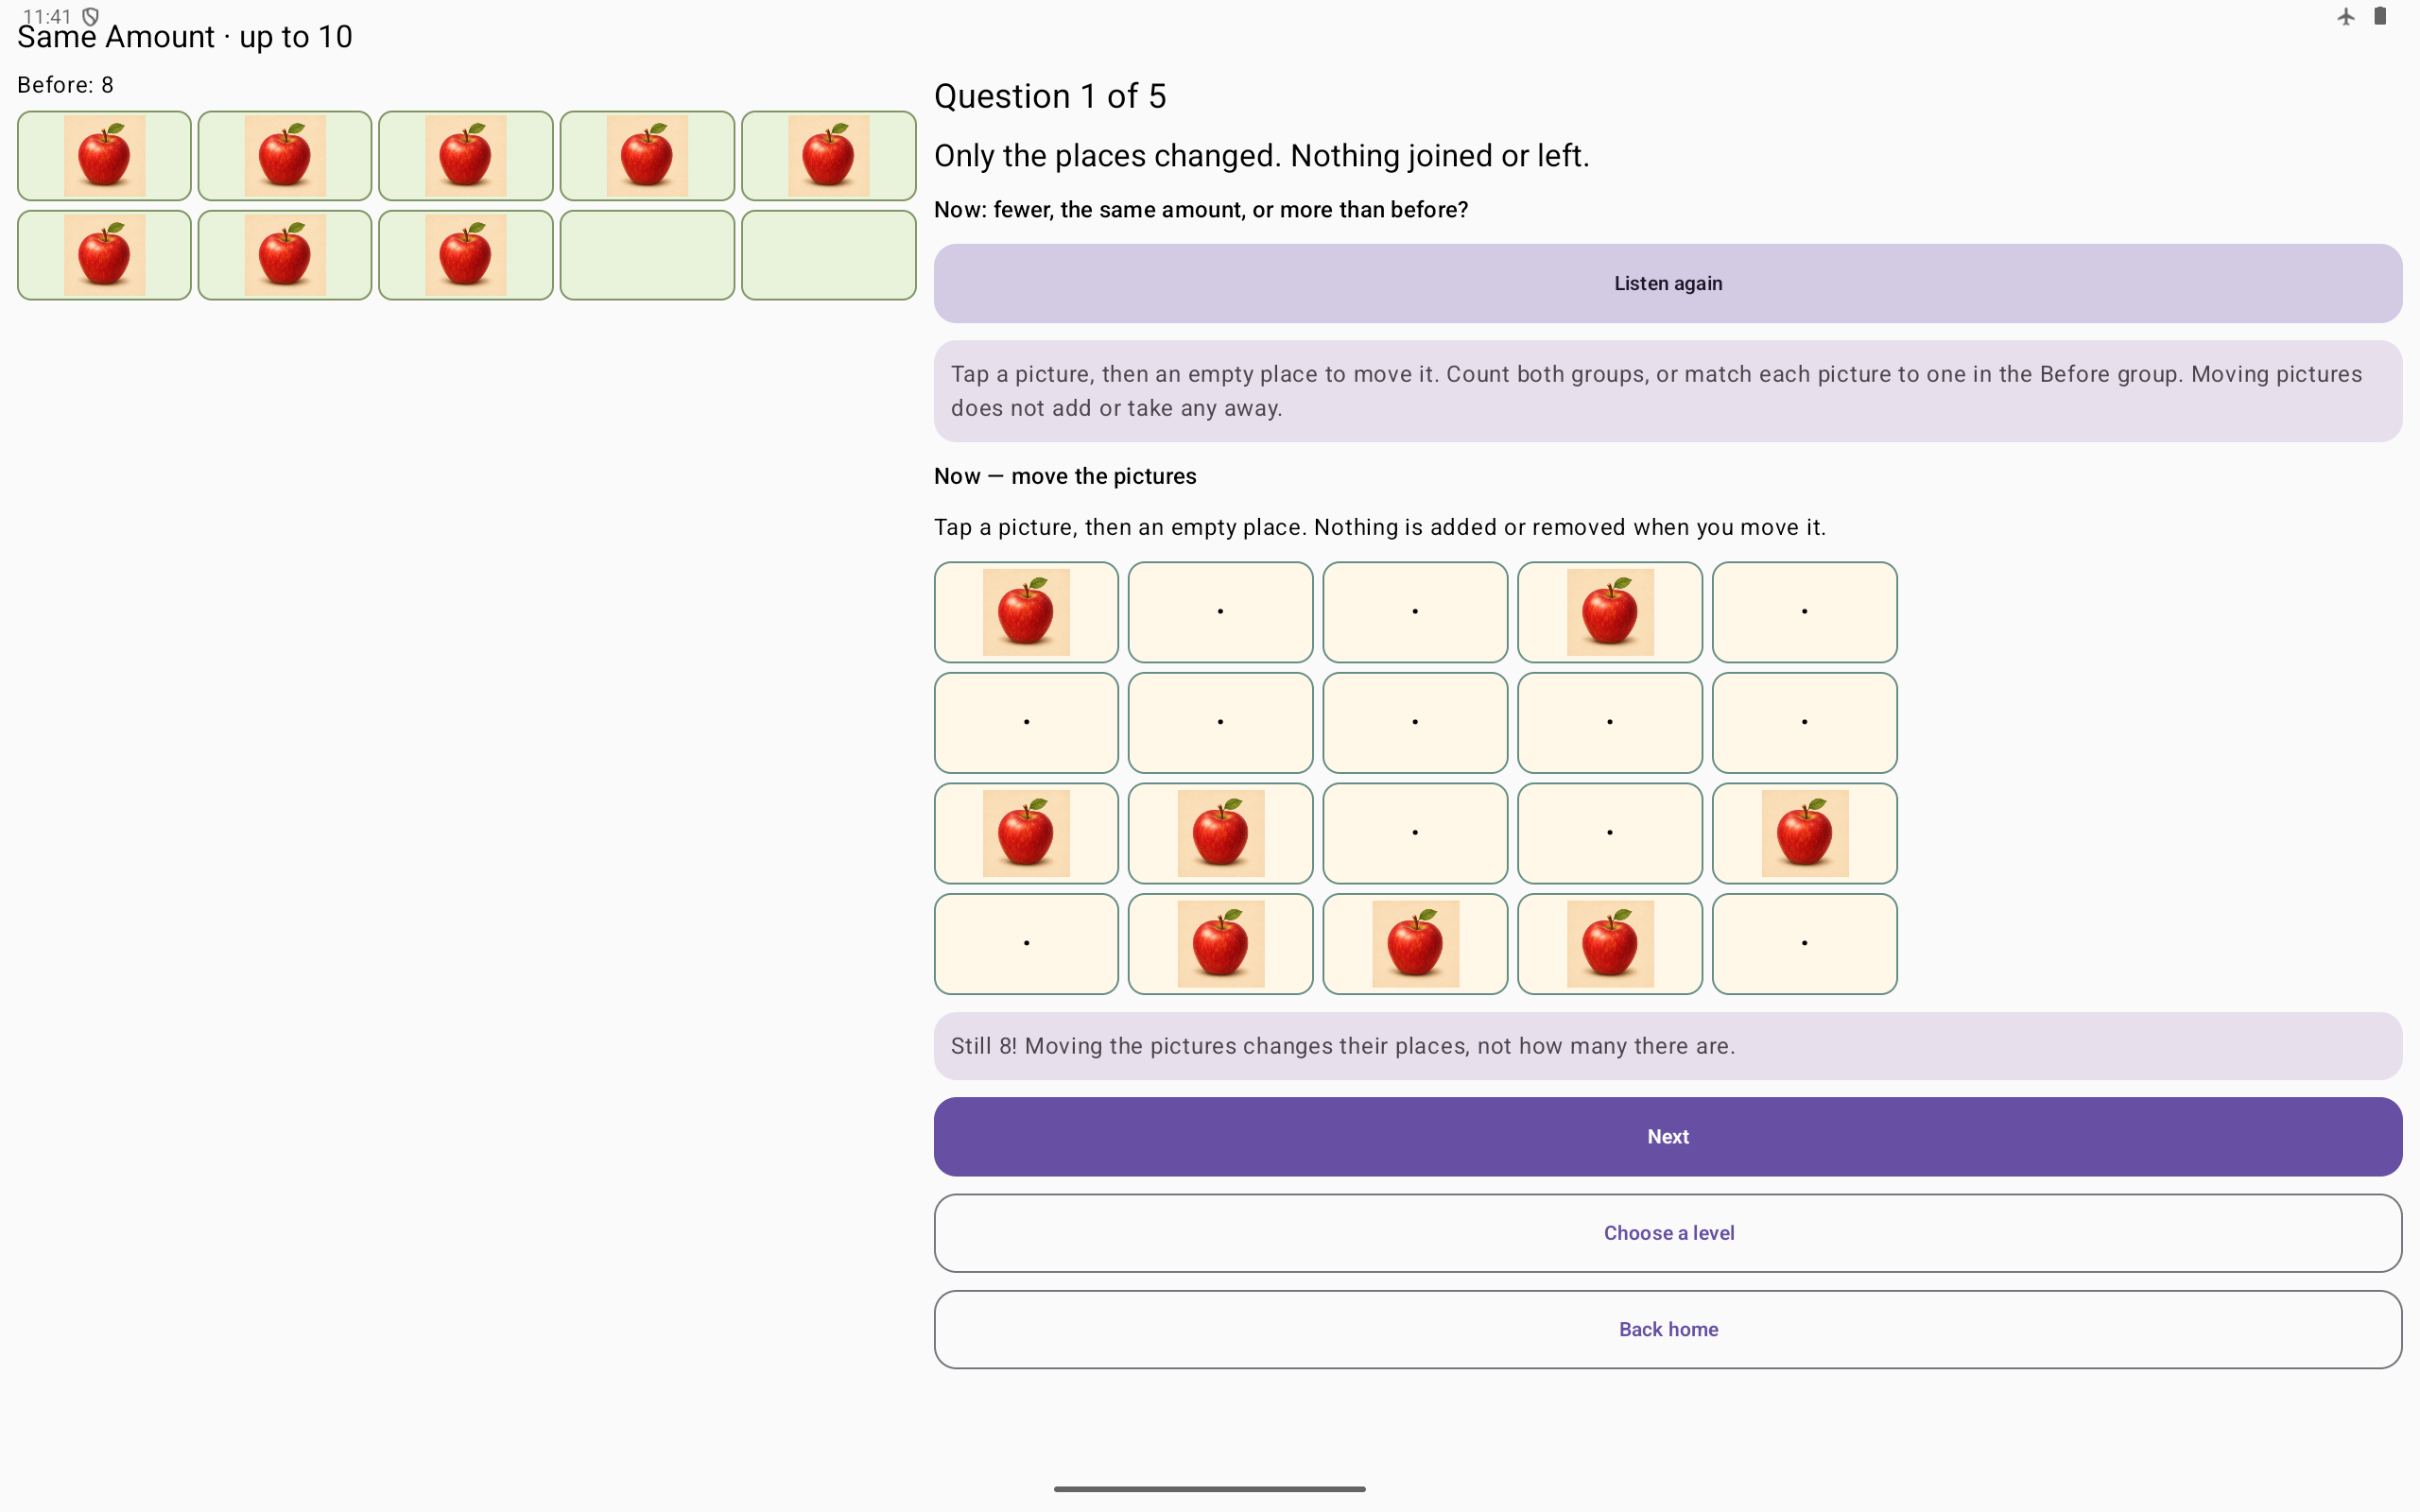 11:41
Same Amount · up to 10
Before: 8
Question 1 of 5
Only the places changed. Nothing joined or left.
Now: fewer, the same amount, or more than before?
Listen again
Tap a picture, then an empty place to move it. Count both groups, or match each picture to one in the Before group. Moving pictures
does not add or take any away.
Now — move the pictures
Tap a picture, then an empty place. Nothing is added or removed when you move it.
Still 8! Moving the pictures changes their places, not how many there are.
Next
Choose a level
Back home